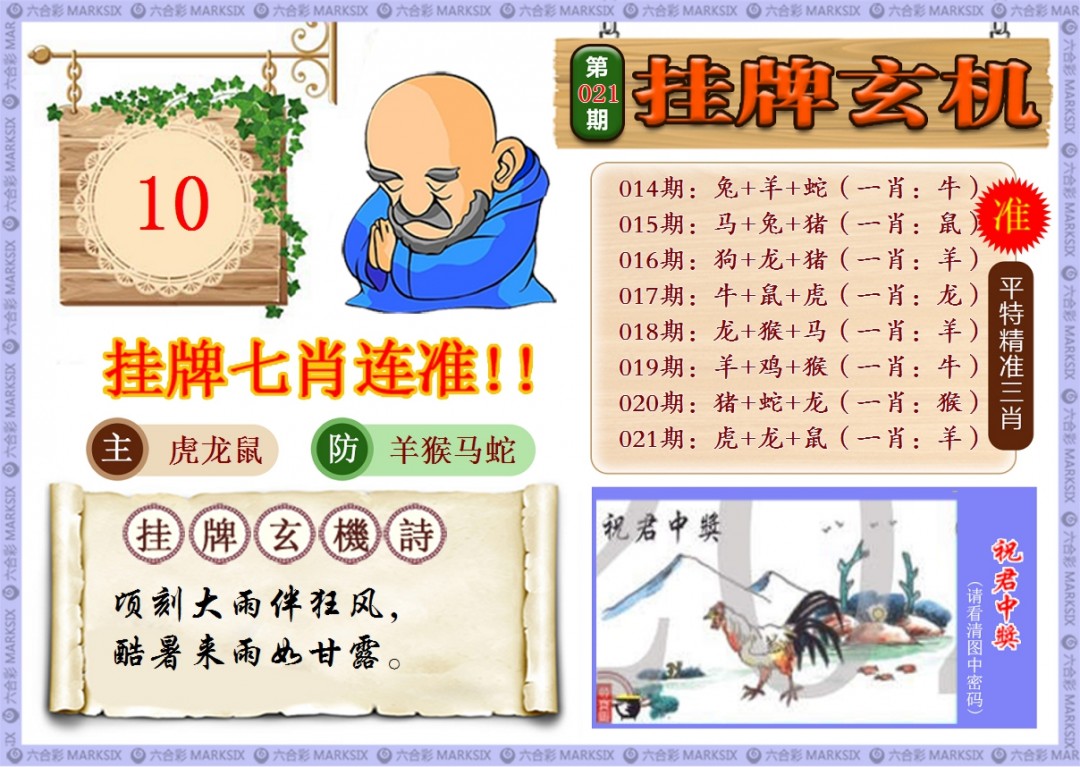 六合彩 MARKSIX
10
挂牌七肖连准!!
主 虎龙鼠
防 羊猴马蛇
挂牌玄機詩
顷刻大雨伴狂风，
酷暑来雨如甘露。
第021期
挂牌玄机
014期：兔+羊+蛇（一肖：牛）
015期：马+兔+猪（一肖：鼠）
016期：狗+龙+猪（一肖：羊）
017期：牛+鼠+虎（一肖：龙）
018期：龙+猴+马（一肖：羊）
019期：羊+鸡+猴（一肖：牛）
020期：猪+蛇+龙（一肖：猴）
021期：虎+龙+鼠（一肖：羊）
准
平特精准三肖
祝君中獎
祝君中獎
（请看清图中密码）